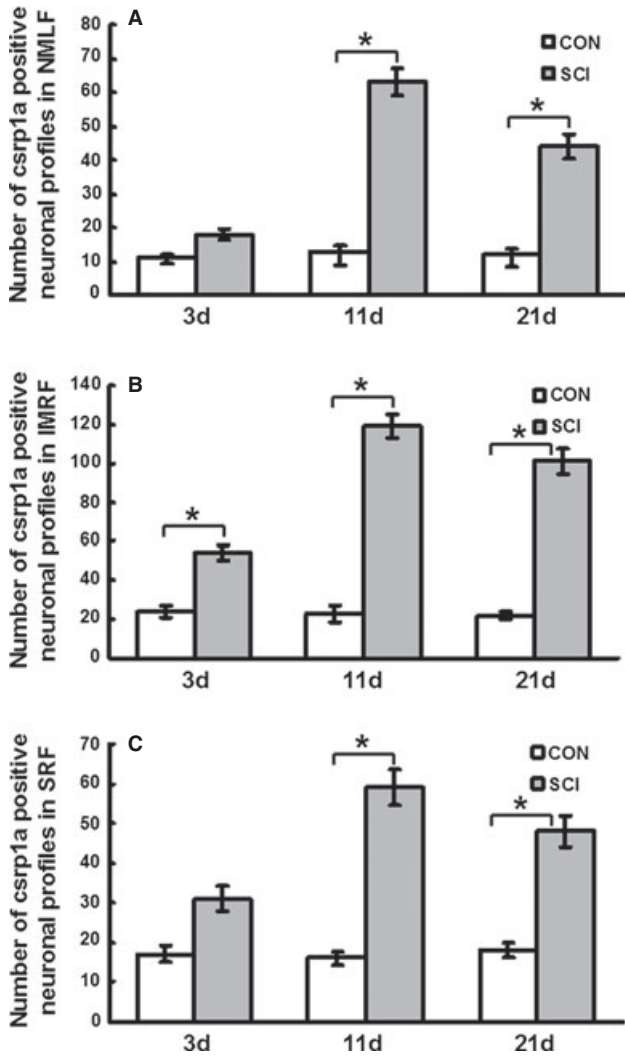 A
Number of csrp1a positive
neuronal profiles in NMLF
80
70
60
50
40
30
20
10
0
*
*
CON
SCI
3d 11d 21d
B
Number of csrp1a positive
neuronal profiles in IMRF
140
120
100
80
60
40
20
0
*
*
*
CON
SCI
3d 11d 21d
C
Number of csrp1a positive
neuronal profiles in SRF
70
60
50
40
30
20
10
0
*
*
CON
SCI
3d 11d 21d